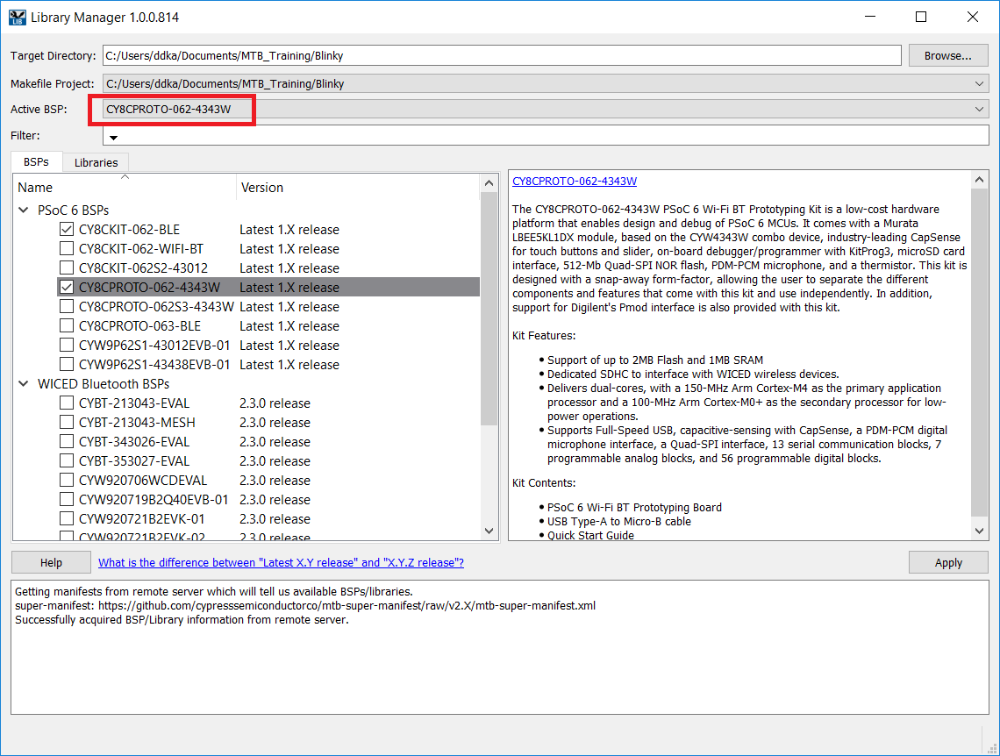 Library Manager 1.0.0.814
Target Directory: C:/Users/ddka/Documents/MTB_Training/Blinky Browse...
Makefile Project: C:/Users/ddka/Documents/MTB_Training/Blinky
Active BSP: CY8CPROTO-062-4343W
Filter:
BSPs Libraries
Name Version
PSoC 6 BSPs
CY8CKIT-062-BLE Latest 1.X release
CY8CKIT-062-WIFI-BT Latest 1.X release
CY8CKIT-062S2-43012 Latest 1.X release
CY8CPROTO-062-4343W Latest 1.X release
CY8CPROTO-062S3-4343W Latest 1.X release
CY8CPROTO-063-BLE Latest 1.X release
CYW9P62S1-43012EVB-01 Latest 1.X release
CYW9P62S1-43438EVB-01 Latest 1.X release
WICED Bluetooth BSPs
CYBT-213043-EVAL 2.3.0 release
CYBT-213043-MESH 2.3.0 release
CYBT-343026-EVAL 2.3.0 release
CYBT-353027-EVAL 2.3.0 release
CYW920706WCDEVAL 2.3.0 release
CYW920719B2Q40EVB-01 2.3.0 release
CYW920721B2EVK-01 2.3.0 release
CYW920721B2EVK-02 2.3.0 release
CY8CPROTO-062-4343W
The CY8CPROTO-062-4343W PSoC 6 Wi-Fi BT Prototyping Kit is a low-cost hardware
platform that enables design and debug of PSoC 6 MCUs. It comes with a Murata
LBEE5KL1DX module, based on the CYW4343W combo device, industry-leading CapSense
for touch buttons and slider, on-board debugger/programmer with KitProg3, microSD card
interface, 512-Mb Quad-SPI NOR flash, PDM-PCM microphone, and a thermistor. This kit is
designed with a snap-away form-factor, allowing the user to separate the different
components and features that come with this kit and use independently. In addition,
support for Digilent's Pmod interface is also provided with this kit.
Kit Features:
• Support of up to 2MB Flash and 1MB SRAM
• Dedicated SDHC to interface with WICED wireless devices.
• Delivers dual-cores, with a 150-MHz Arm Cortex-M4 as the primary application
processor and a 100-MHz Arm Cortex-M0+ as the secondary processor for low-
power operations.
• Supports Full-Speed USB, capacitive-sensing with CapSense, a PDM-PCM digital
microphone interface, a Quad-SPI interface, 13 serial communication blocks, 7
programmable analog blocks, and 56 programmable digital blocks.
Kit Contents:
• PSoC 6 Wi-Fi BT Prototyping Board
• USB Type-A to Micro-B cable
• Quick Start Guide
Help What is the difference between "Latest X.Y release" and "X.Y.Z release"? Apply
Getting manifests from remote server which will tell us available BSPs/libraries.
super-manifest: https://github.com/cypresssemiconductorco/mtb-super-manifest/raw/v2.X/mtb-super-manifest.xml
Successfully acquired BSP/Library information from remote server.